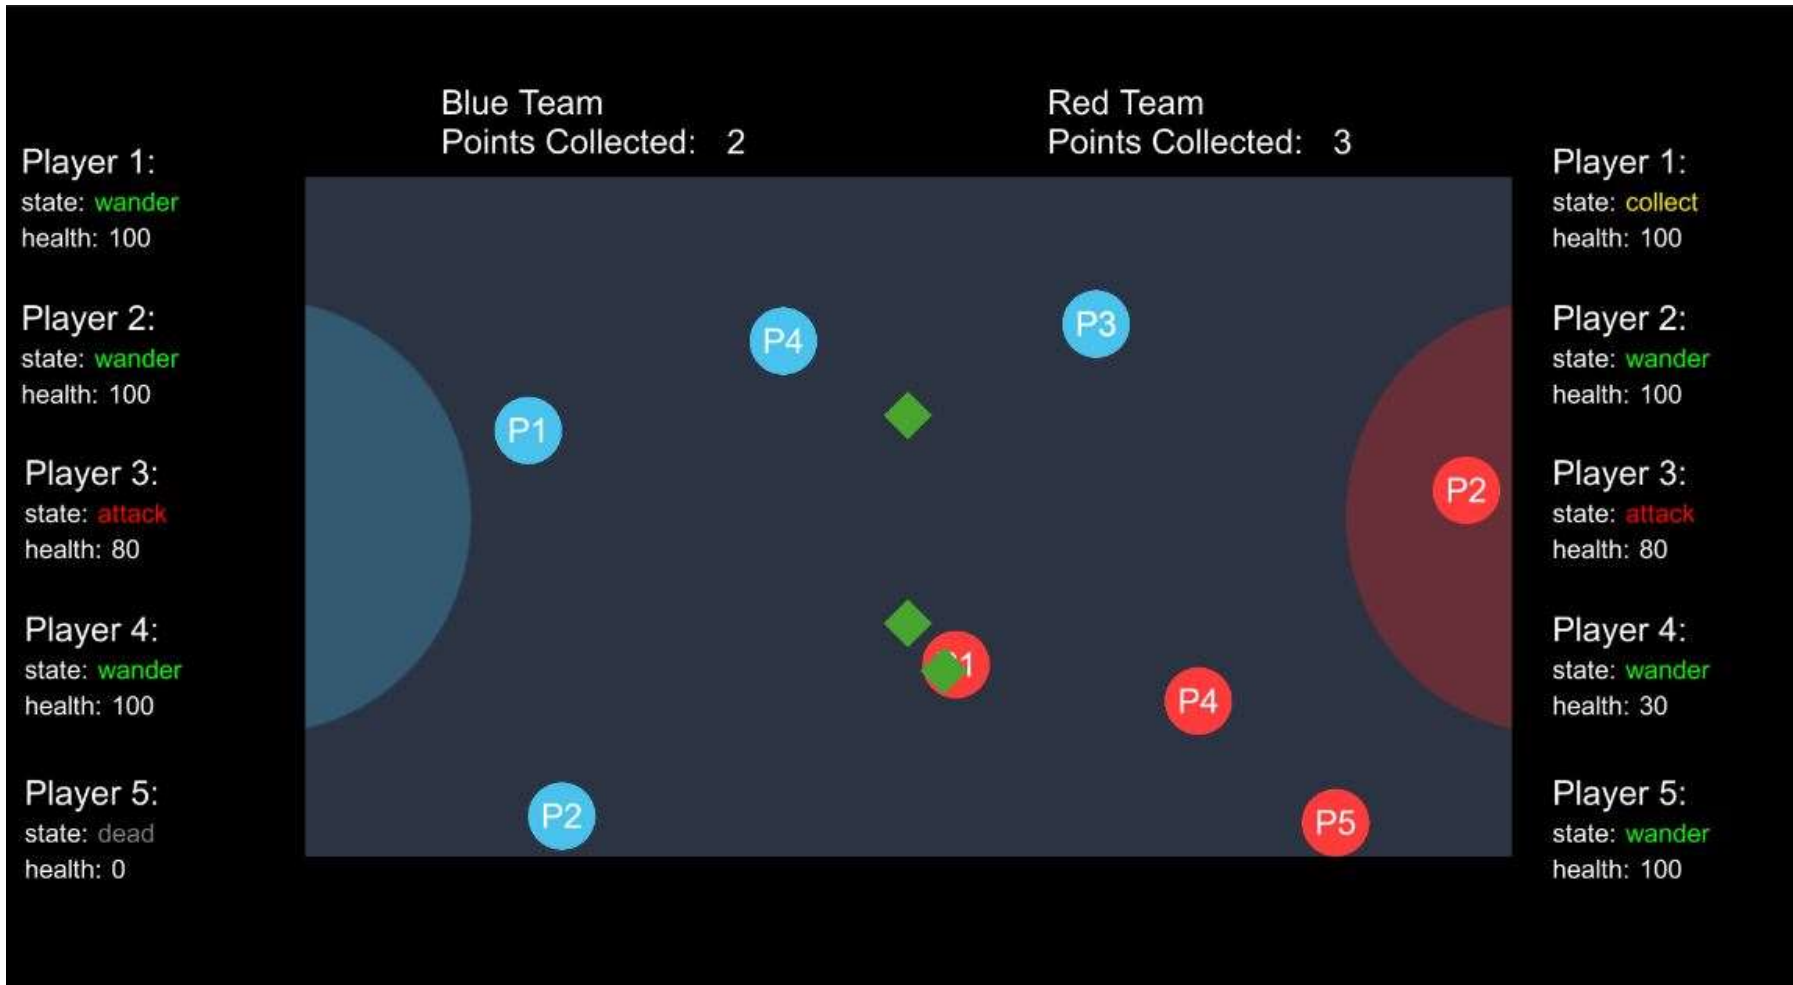 Blue Team
Points Collected: 2
Red Team
Points Collected: 3
Player 1:
state: wander
health: 100
Player 2:
state: wander
health: 100
Player 3:
state: attack
health: 80
Player 4:
state: wander
health: 100
Player 5:
state: dead
health: 0
P4
P3
P1
P2
1
P4
P2
P5
Player 1:
state: collect
health: 100
Player 2:
state: wander
health: 100
Player 3:
state: attack
health: 80
Player 4:
state: wander
health: 30
Player 5:
state: wander
health: 100